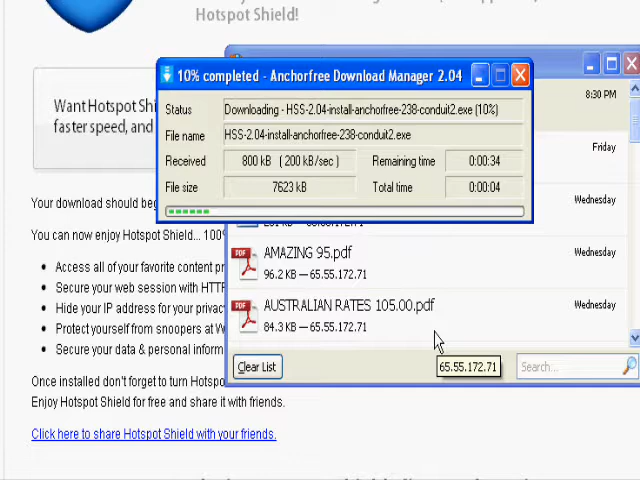 Hotspot Shield!
10% completed - Anchorfree Download Manager 2.04
Status Downloading - HSS-2.04-install-anchorfree-238-conduit2.exe (10%)
File name HSS-2.04-install-anchorfree-238-conduit2.exe
Received 800 kB ( 200 kB/sec ) Remaining time 0:00:34
File size 7623 kB Total time 0:00:04
8:30 PM
Friday
Wednesday
AMAZING 95.pdf
96.2 KB — 65.55.172.71
Wednesday
AUSTRALIAN RATES 105.00.pdf
84.3 KB — 65.55.172.71
Wednesday
Clear List
65.55.172.71
Search...
Want Hotspot Shi
faster speed, and
Your download should beg
You can now enjoy Hotspot Shield... 100%
• Access all of your favorite content pr
• Secure your web session with HTTP
• Hide your IP address for your privac
• Protect yourself from snoopers at W
• Secure your data & personal inform
Once installed don't forget to turn Hotspo
Enjoy Hotspot Shield for free and share it with friends.
Click here to share Hotspot Shield with your friends.